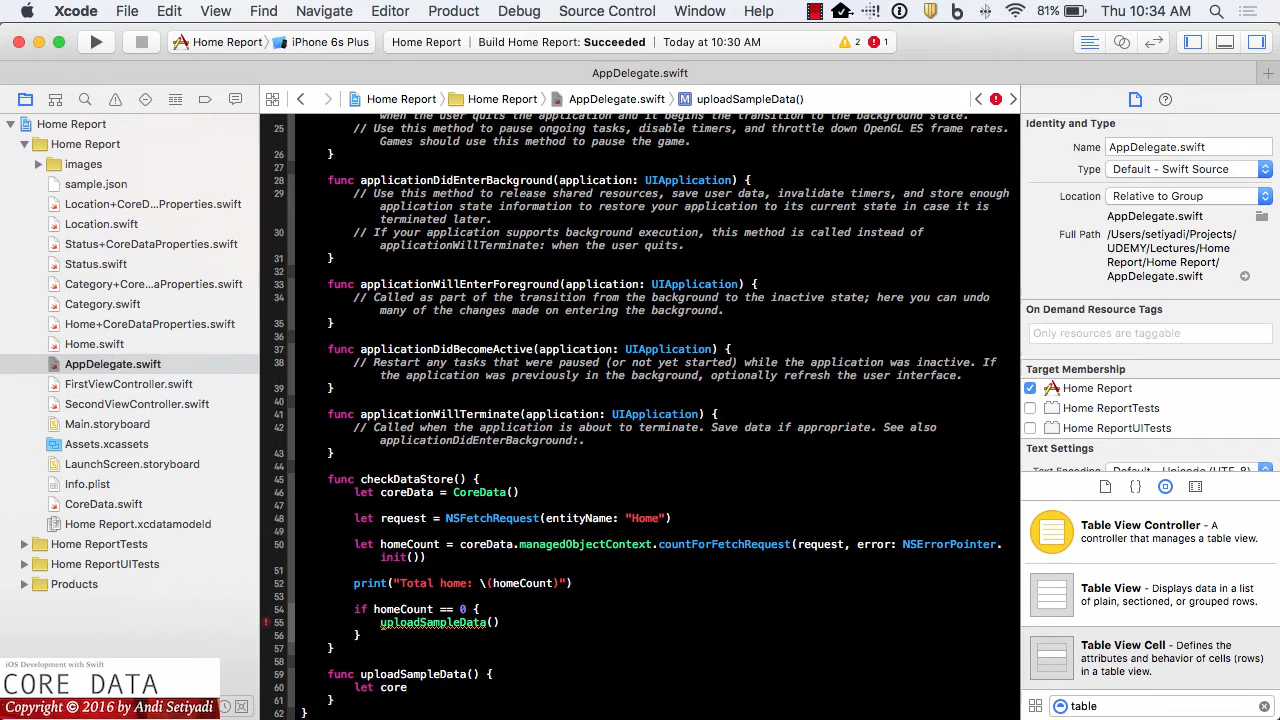 Xcode File Edit View Find Navigate Editor Product Debug Source Control Window Help 81% Thu 10:34 AM
Home Report iPhone 6s Plus Home Report Build Home Report: Succeeded Today at 10:30 AM 2 1
AppDelegate.swift
Home Report Home Report AppDelegate.swift M uploadSampleData()
Home Report
Home Report
images
sample.json
Location+CoreD...Properties.swift
Location.swift
Status+CoreDataProperties.swift
Status.swift
Category+Core...aProperties.swift
Category.swift
Home+CoreDataProperties.swift
Home.swift
AppDelegate.swift
FirstViewController.swift
SecondViewController.swift
Main.storyboard
Assets.xcassets
LaunchScreen.storyboard
Info.plist
CoreData.swift
Home Report.xcdatamodeld
Home ReportTests
Home ReportUITests
Products
iOS Development with Swift
CORE DATA
Copyright © 2016 by Andi Setiyadi
when the user quits the application and it begins the transition to the background state.
25 // Use this method to pause ongoing tasks, disable timers, and throttle down OpenGL ES frame rates.
Games should use this method to pause the game.
26 }
27
28 func applicationDidEnterBackground(application: UIApplication) {
29 // Use this method to release shared resources, save user data, invalidate timers, and store enough
application state information to restore your application to its current state in case it is
terminated later.
30 // If your application supports background execution, this method is called instead of
applicationWillTerminate: when the user quits.
31 }
32
33 func applicationWillEnterForeground(application: UIApplication) {
34 // Called as part of the transition from the background to the inactive state; here you can undo
many of the changes made on entering the background.
35 }
36
37 func applicationDidBecomeActive(application: UIApplication) {
38 // Restart any tasks that were paused (or not yet started) while the application was inactive. If
the application was previously in the background, optionally refresh the user interface.
39 }
40
41 func applicationWillTerminate(application: UIApplication) {
42 // Called when the application is about to terminate. Save data if appropriate. See also
applicationDidEnterBackground:.
43 }
44
45 func checkDataStore() {
46 let coreData = CoreData()
47
48 let request = NSFetchRequest(entityName: "Home")
49
50 let homeCount = coreData.managedObjectContext.countForFetchRequest(request, error: NSErrorPointer.
init())
51
52 print("Total home: \(homeCount)")
53
54 if homeCount == 0 {
55 uploadSampleData()
56 }
57 }
58
59 func uploadSampleData() {
60 let core
61 }
62 }
Identity and Type
Name AppDelegate.swift
Type Default - Swift Source
Location Relative to Group
AppDelegate.swift
Full Path /Users/setiyadi/Projects/
UDEMY/Lectures/Home
Report/Home Report/
AppDelegate.swift
On Demand Resource Tags
Only resources are taggable
Target Membership
Home Report
Home ReportTests
Home ReportUITests
Text Settings
Text Encoding Default - Unicode (UTF-8)
Table View Controller - A
controller that manages a table view.
Table View - Displays data in a list
of plain, sectioned, or grouped rows.
Table View Cell - Defines the
attributes and behavior of cells (rows)
in a table view.
table